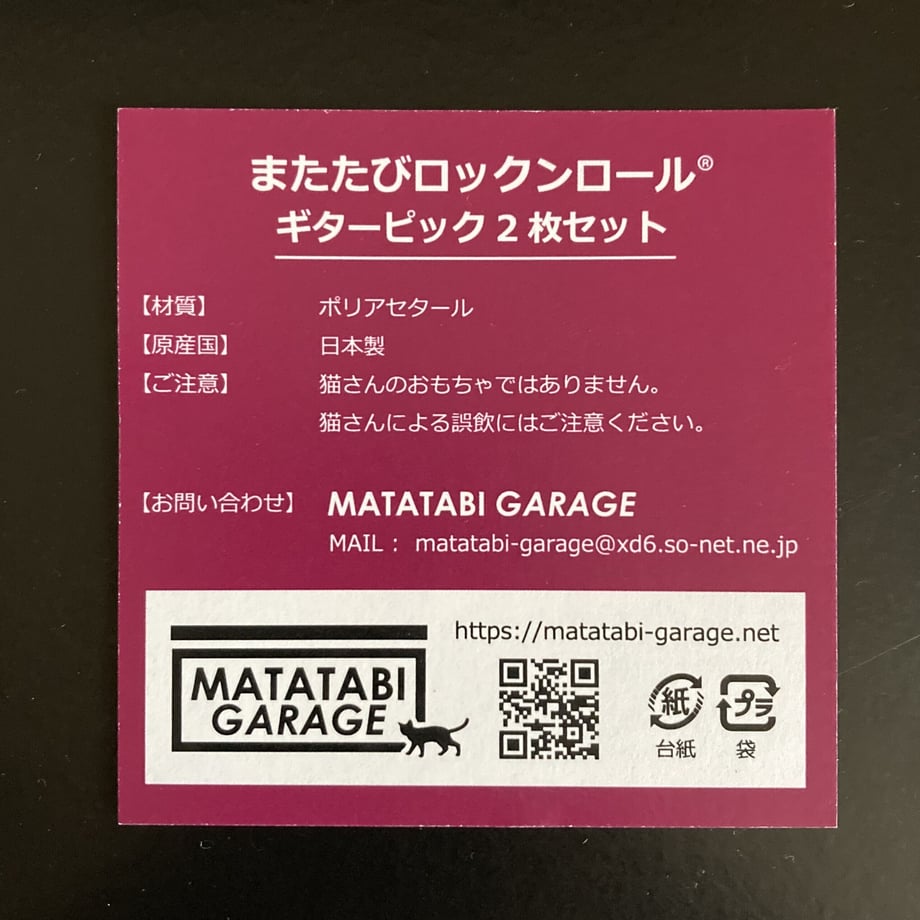 またたびロックンロール®
ギターピック2枚セット
【材質】 ポリアセタール
【原産国】 日本製
【ご注意】 猫さんのおもちゃではありません。
猫さんによる誤飲にはご注意ください。
【お問い合わせ】 MATATABI GARAGE
MAIL： matatabi-garage@xd6.so-net.ne.jp
https://matatabi-garage.net
MATATABI
GARAGE
紙 プラ
台紙 袋